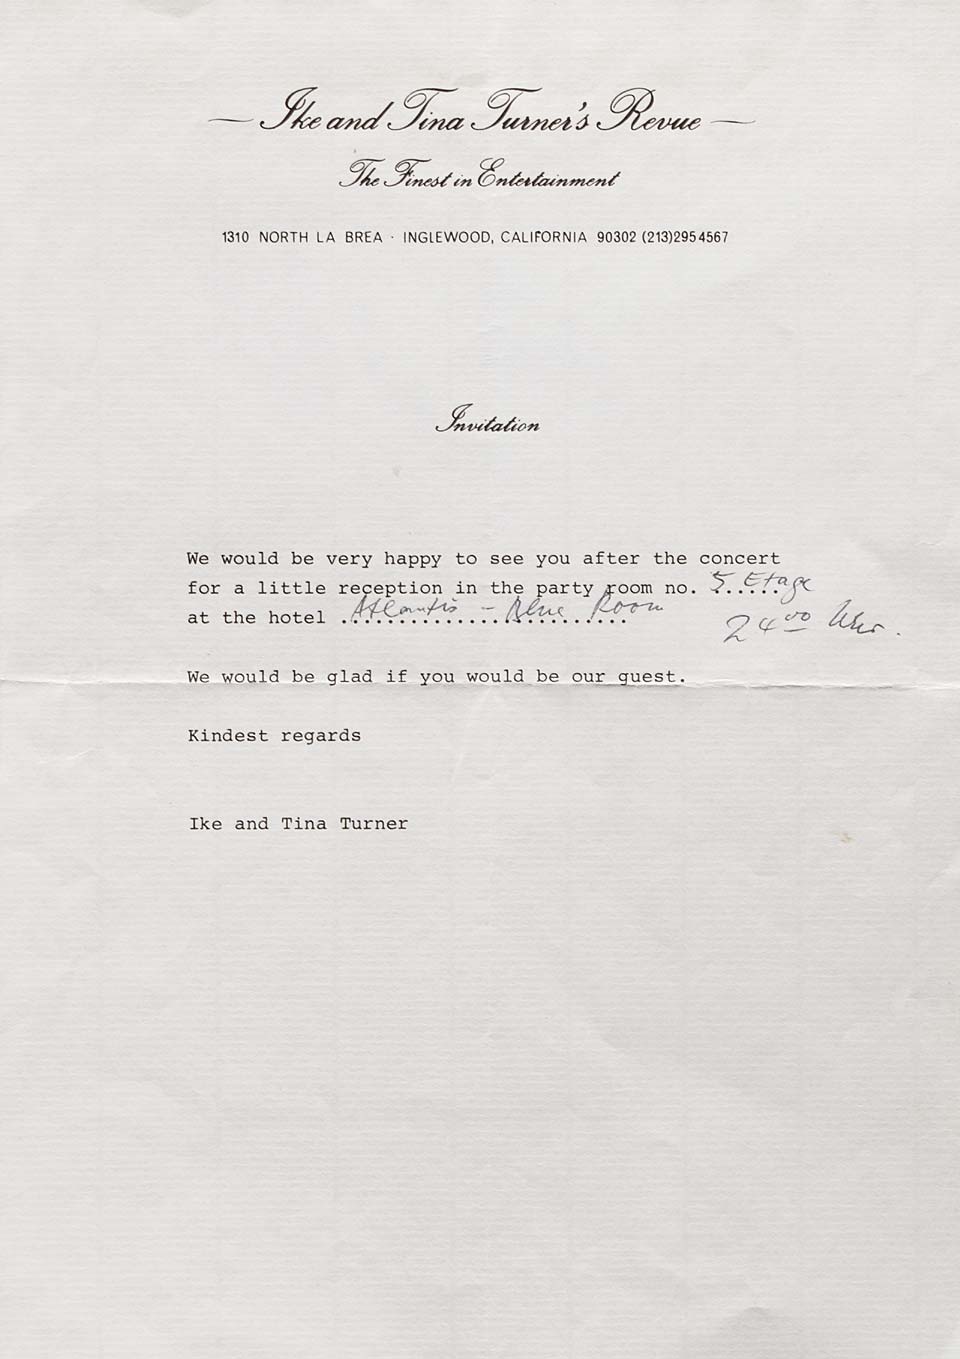 Ike and Tina Turner's Revue
The Finest in Entertainment
1310 NORTH LA BREA · INGLEWOOD, CALIFORNIA 90302 (213)2954567
Invitation
We would be very happy to see you after the concert
for a little reception in the party room no. 5. Etage
at the hotel Atlantis - Blue Room
24⁰⁰ Uhr.
We would be glad if you would be our guest.
Kindest regards
Ike and Tina Turner